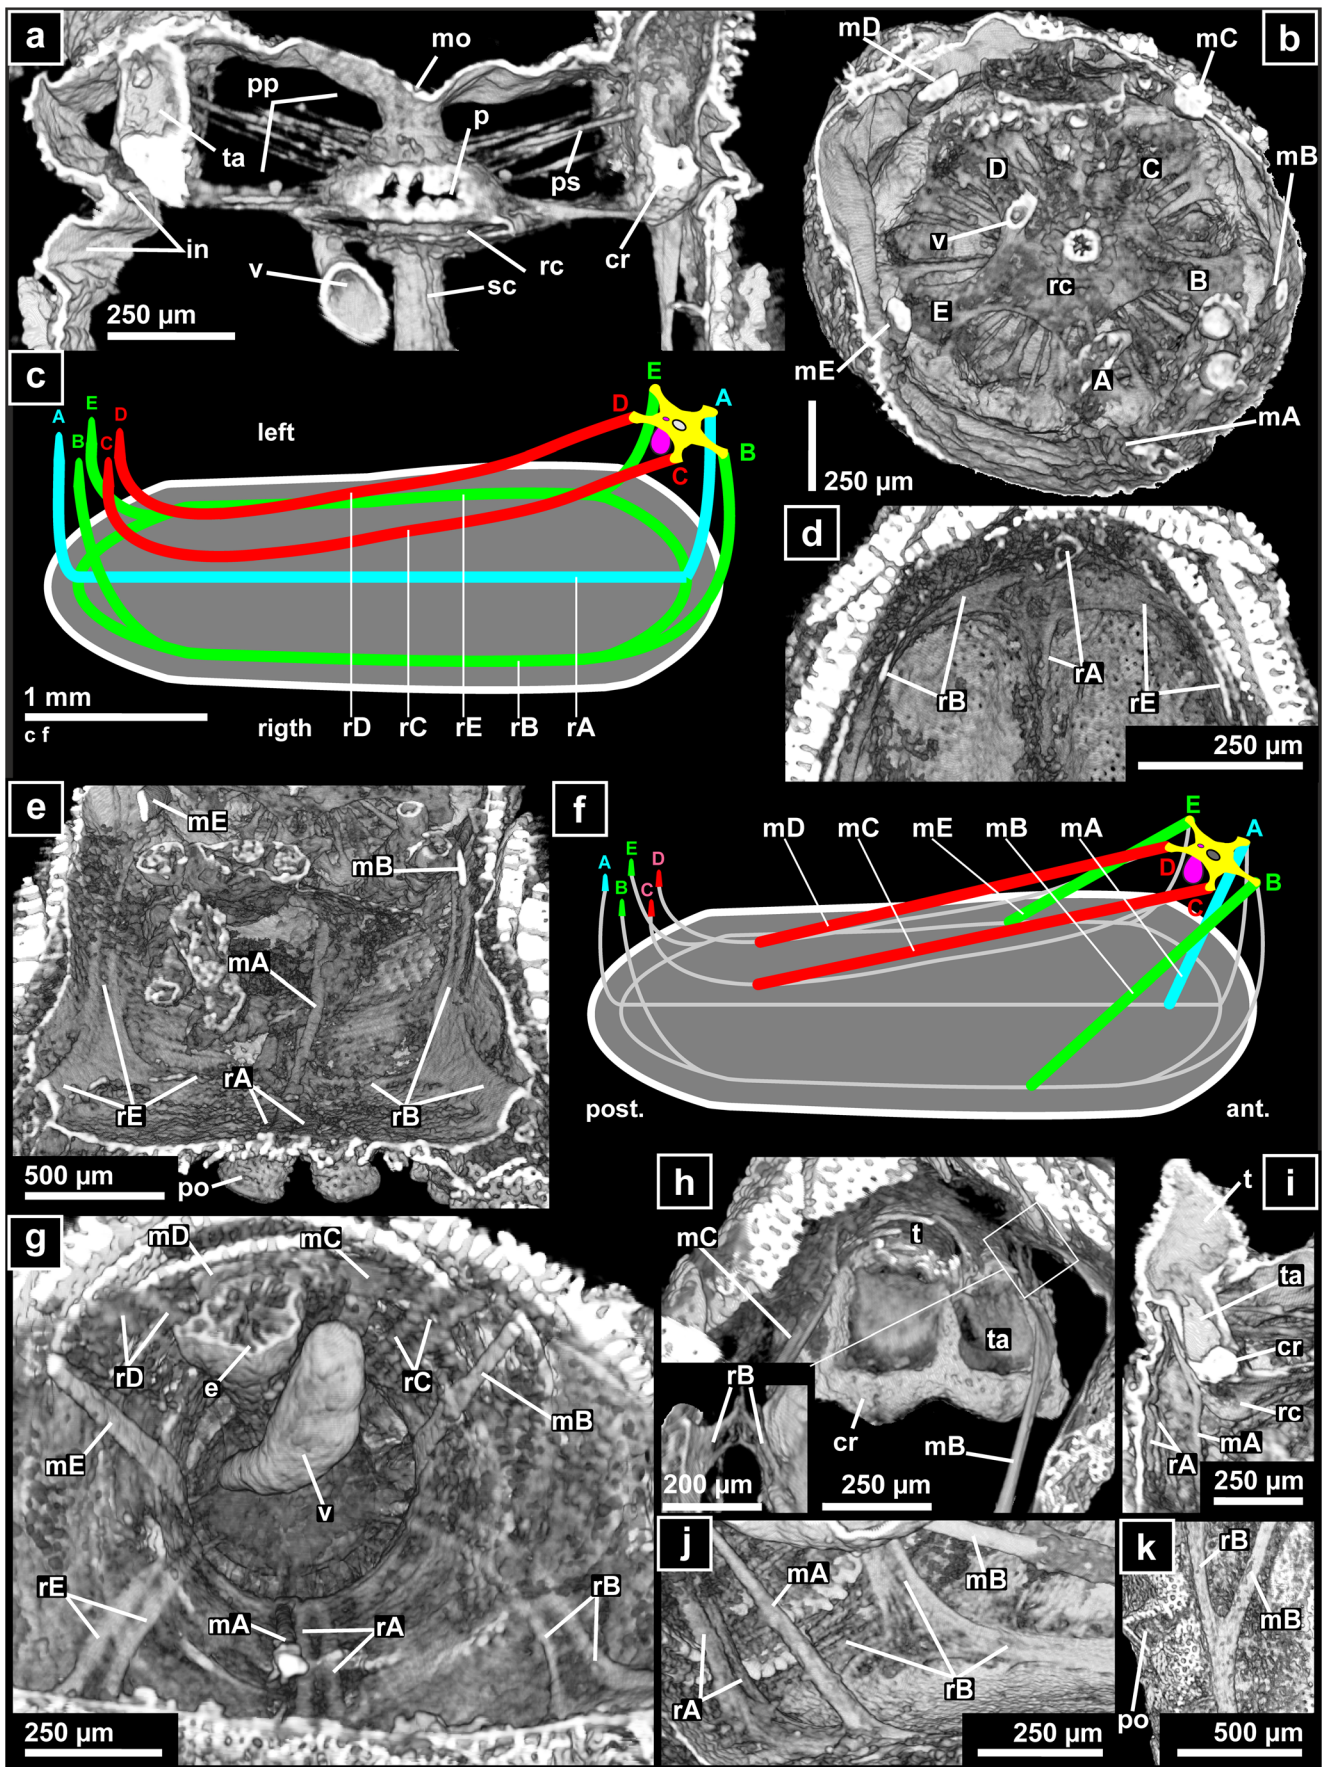 a
mo
pp
p
ta
ps
in
v
sc
rc
cr
250 µm
b
mD
mC
mB
D
C
v
rc
B
E
A
mE
mA
250 µm
c
A
E
D
B
C
left
E
D
A
B
C
1 mm
c f
rigth
rD
rC
rE
rB
rA
d
rA
rB
rE
250 µm
e
mE
mB
mA
rA
rE
rB
500 µm
po
f
mD
mC
mE
mB
mA
E
A
D
B
C
A
E
D
B
C
post.
ant.
g
mD
mC
rD
e
rC
mB
mE
v
rE
rB
mA
rA
250 µm
h
mC
t
ta
rB
cr
mB
200 µm
250 µm
i
t
ta
cr
rc
mA
rA
250 µm
j
mA
mB
rA
rB
250 µm
k
rB
mB
po
500 µm